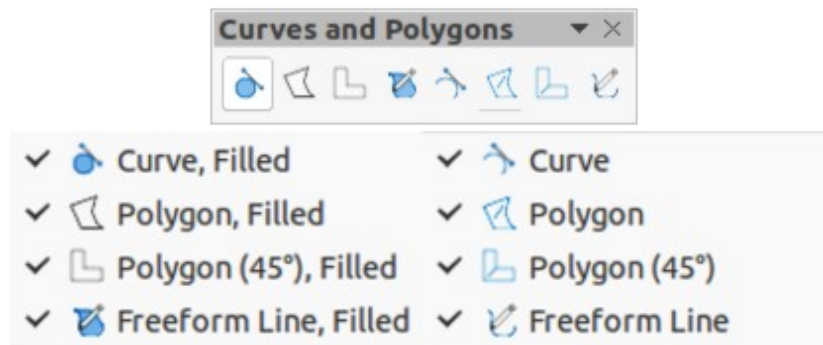 Curves and Polygons
Curve, Filled
Polygon, Filled
Polygon (45°), Filled
Freeform Line, Filled
Curve
Polygon
Polygon (45°)
Freeform Line